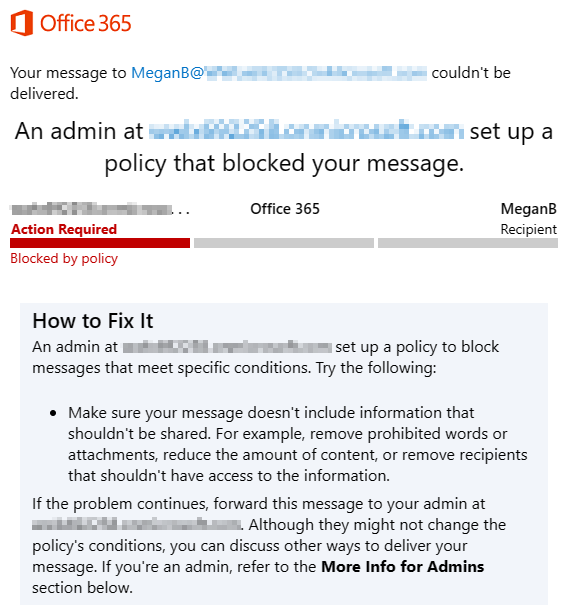 Office 365
Your message to MeganB@ couldn't be
delivered.
An admin at set up a
policy that blocked your message.
. . . Office 365 MeganB
Action Required Recipient
Blocked by policy
How to Fix It
An admin at set up a policy to block
messages that meet specific conditions. Try the following:
• Make sure your message doesn't include information that
shouldn't be shared. For example, remove prohibited words or
attachments, reduce the amount of content, or remove recipients
that shouldn't have access to the information.
If the problem continues, forward this message to your admin at
. Although they might not change the
policy's conditions, you can discuss other ways to deliver your
message. If you're an admin, refer to the More Info for Admins
section below.